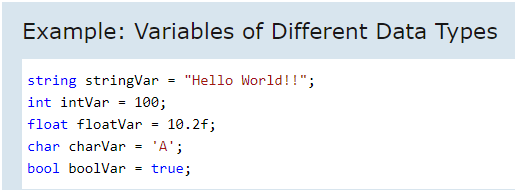 Example: Variables of Different Data Types
string stringVar = "Hello World!!";
int intVar = 100;
float floatVar = 10.2f;
char charVar = 'A';
bool boolVar = true;